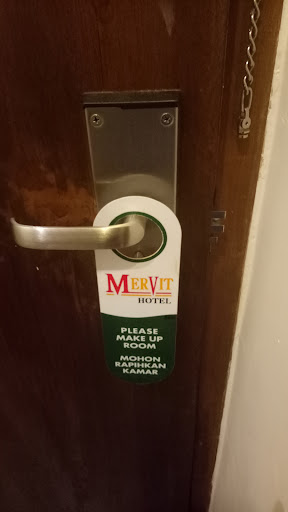 MERVIT
HOTEL
PLEASE
MAKE UP
ROOM
MOHON
RAPIHKAN
KAMAR